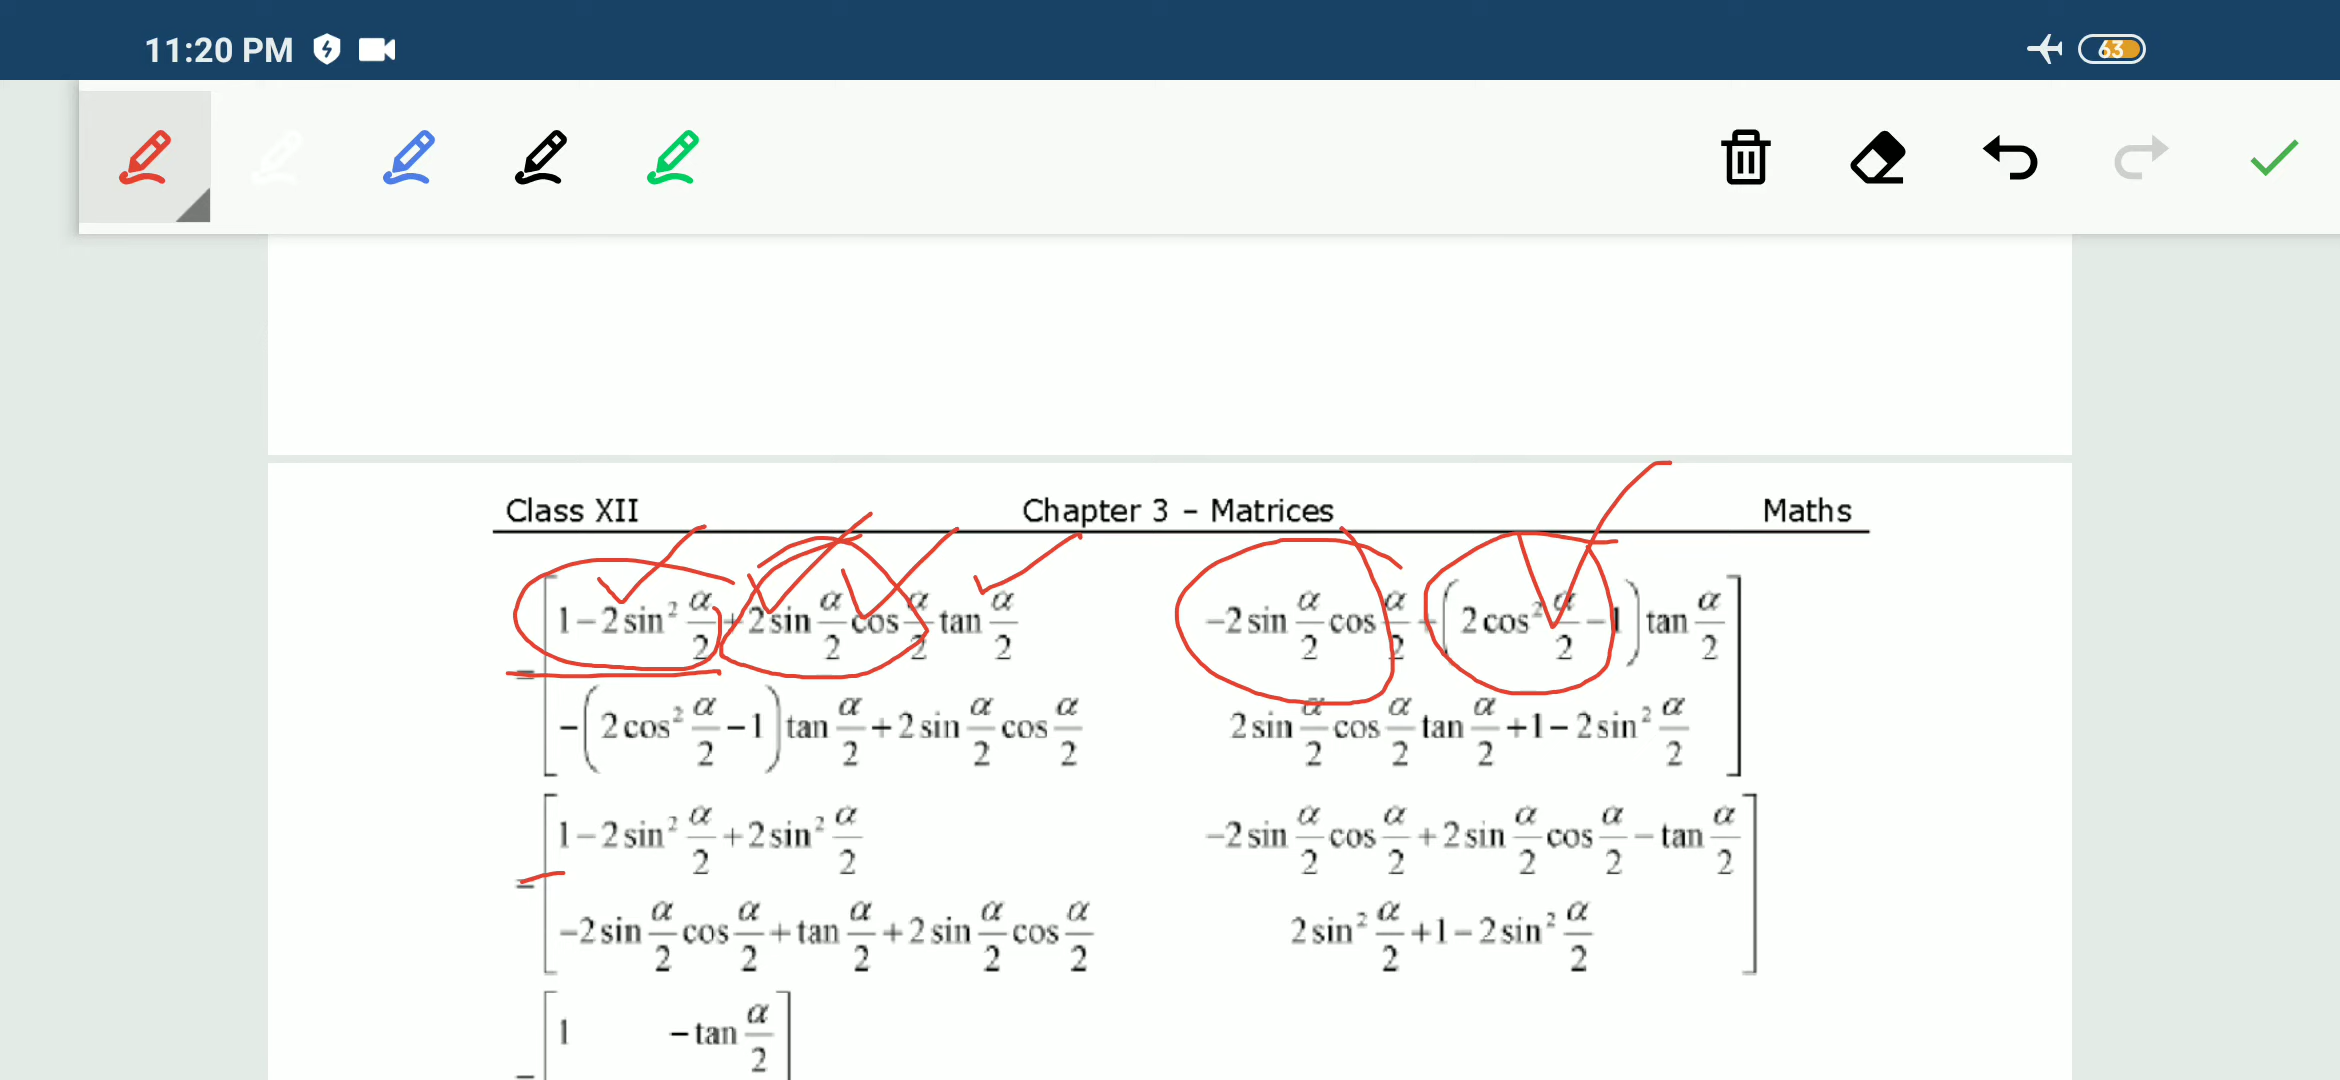 11:20 PM 63
Class XII Chapter 3 – Matrices Maths
= [ 1 − 2 sin² α/2 + 2 sin α/2 cos α/2 tan α/2 −2 sin α/2 cos α/2 + (2 cos² α/2 − 1) tan α/2 ]
[ −(2 cos² α/2 − 1) tan α/2 + 2 sin α/2 cos α/2 2 sin α/2 cos α/2 tan α/2 + 1 − 2 sin² α/2 ]
= [ 1 − 2 sin² α/2 + 2 sin² α/2 −2 sin α/2 cos α/2 + 2 sin α/2 cos α/2 − tan α/2 ]
[ −2 sin α/2 cos α/2 + tan α/2 + 2 sin α/2 cos α/2 2 sin² α/2 + 1 − 2 sin² α/2 ]
= [ 1 − tan α/2 ]